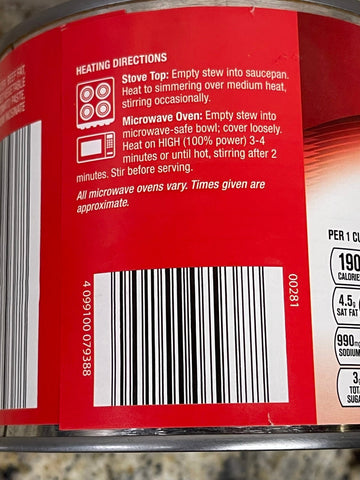 HEATING DIRECTIONS
Stove Top: Empty stew into saucepan.
Heat to simmering over medium heat,
stirring occasionally.
Microwave Oven: Empty stew into
microwave-safe bowl; cover loosely.
Heat on HIGH (100% power) 3-4
minutes or until hot, stirring after 2
minutes. Stir before serving.
All microwave ovens vary. Times given are
approximate.
4 099100 079388
00281
PER 1 CU
190
CALORIE
4.5g
SAT FAT
990mg
SODIUM
3g
TOTA
SUGA